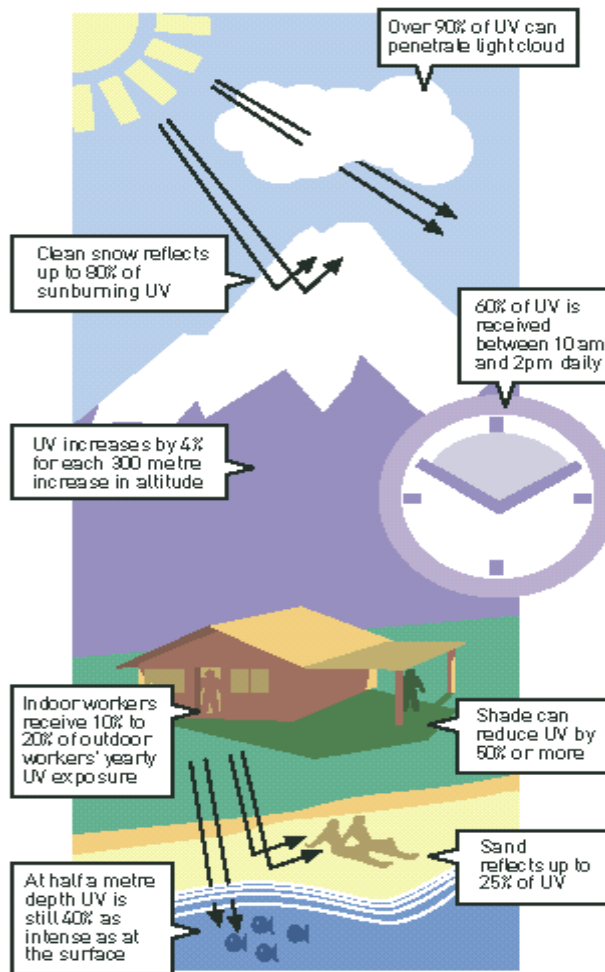 Over 90% of UV can
penetrate light cloud
Clean snow reflects
up to 80% of
sunburning UV
60% of UV is
received
between 10 am
and 2pm daily
UV increases by 4%
for each 300 metre
increase in altitude
Indoor workers
receive 10% to
20% of outdoor
workers' yearly
UV exposure
Shade can
reduce UV by
50% or more
Sand
reflects up to
25% of UV
At half a metre
depth UV is
still 40% as
intense as at
the surface